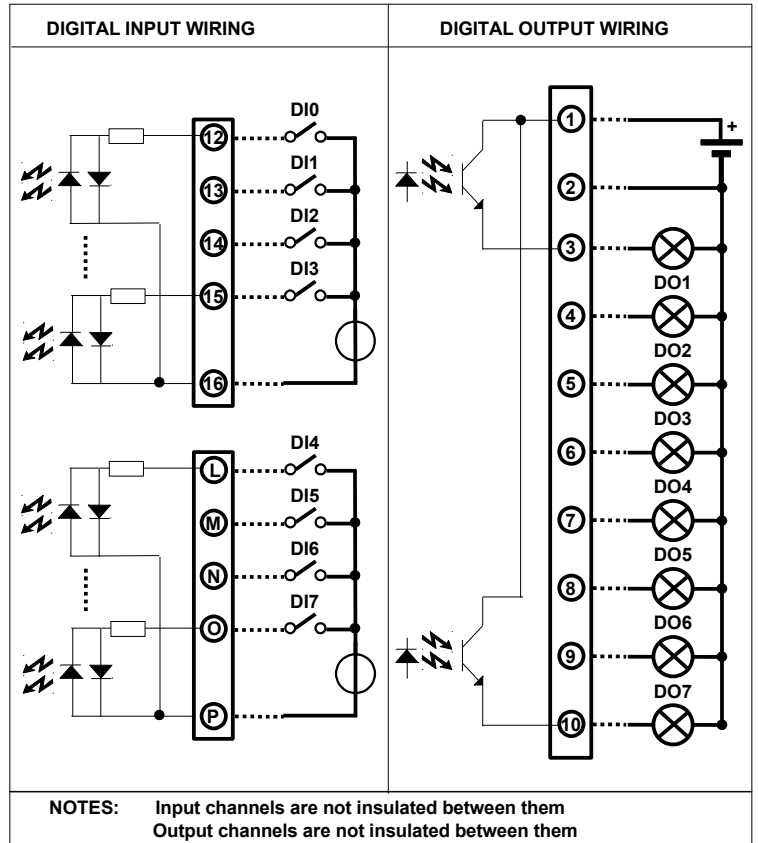 DIGITAL INPUT WIRING
12
DI0
13
DI1
14
DI2
15
DI3
16
L
DI4
M
DI5
N
DI6
O
DI7
P
DIGITAL OUTPUT WIRING
1
+
2
3
DO1
4
DO2
5
DO3
6
DO4
7
DO5
8
DO6
9
DO7
10
NOTES: Input channels are not insulated between them
Output channels are not insulated between them